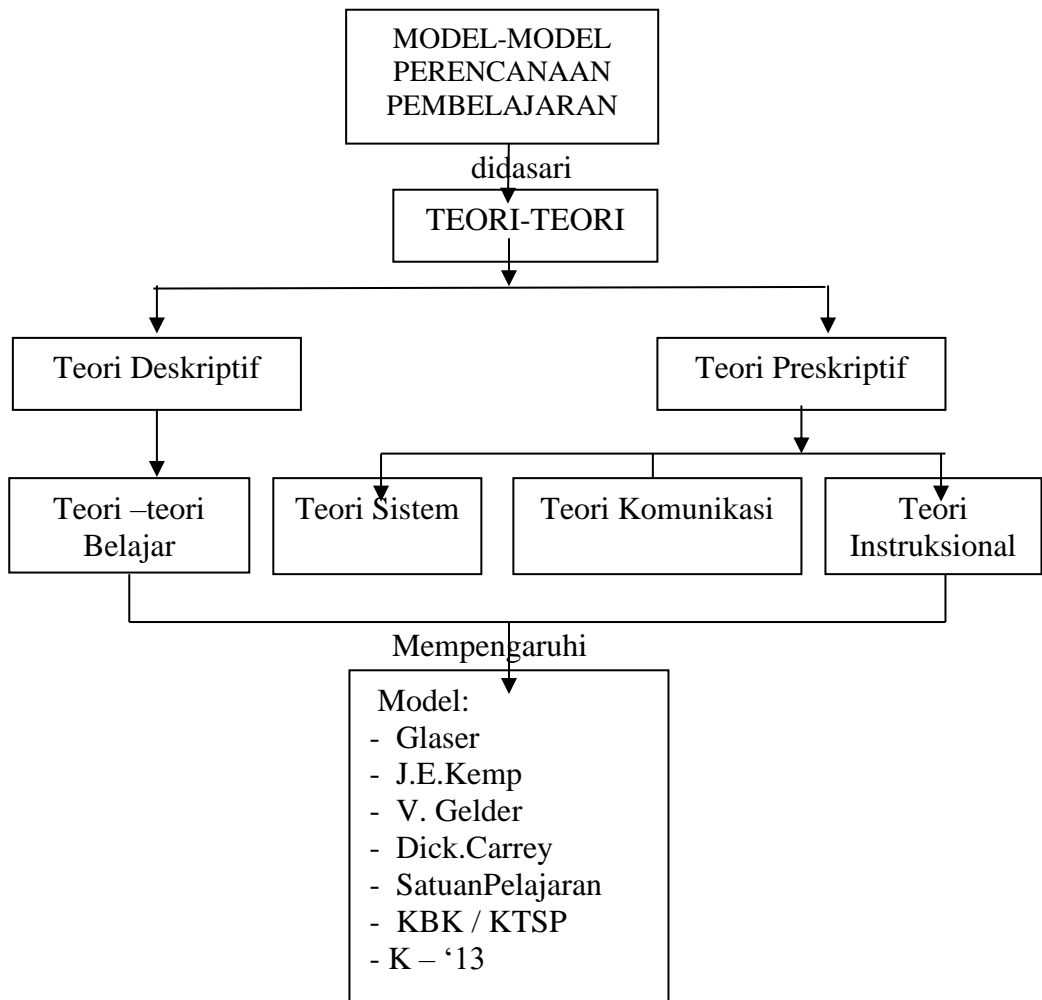 MODEL-MODEL
PERENCANAAN
PEMBELAJARAN
didasari
TEORI-TEORI
Teori Deskriptif
Teori Preskriptif
Teori –teori
Belajar
Teori Sistem
Teori Komunikasi
Teori
Instruksional
Mempengaruhi
Model:
- Glaser
- J.E.Kemp
- V. Gelder
- Dick.Carrey
- SatuanPelajaran
- KBK / KTSP
- K – ‘13